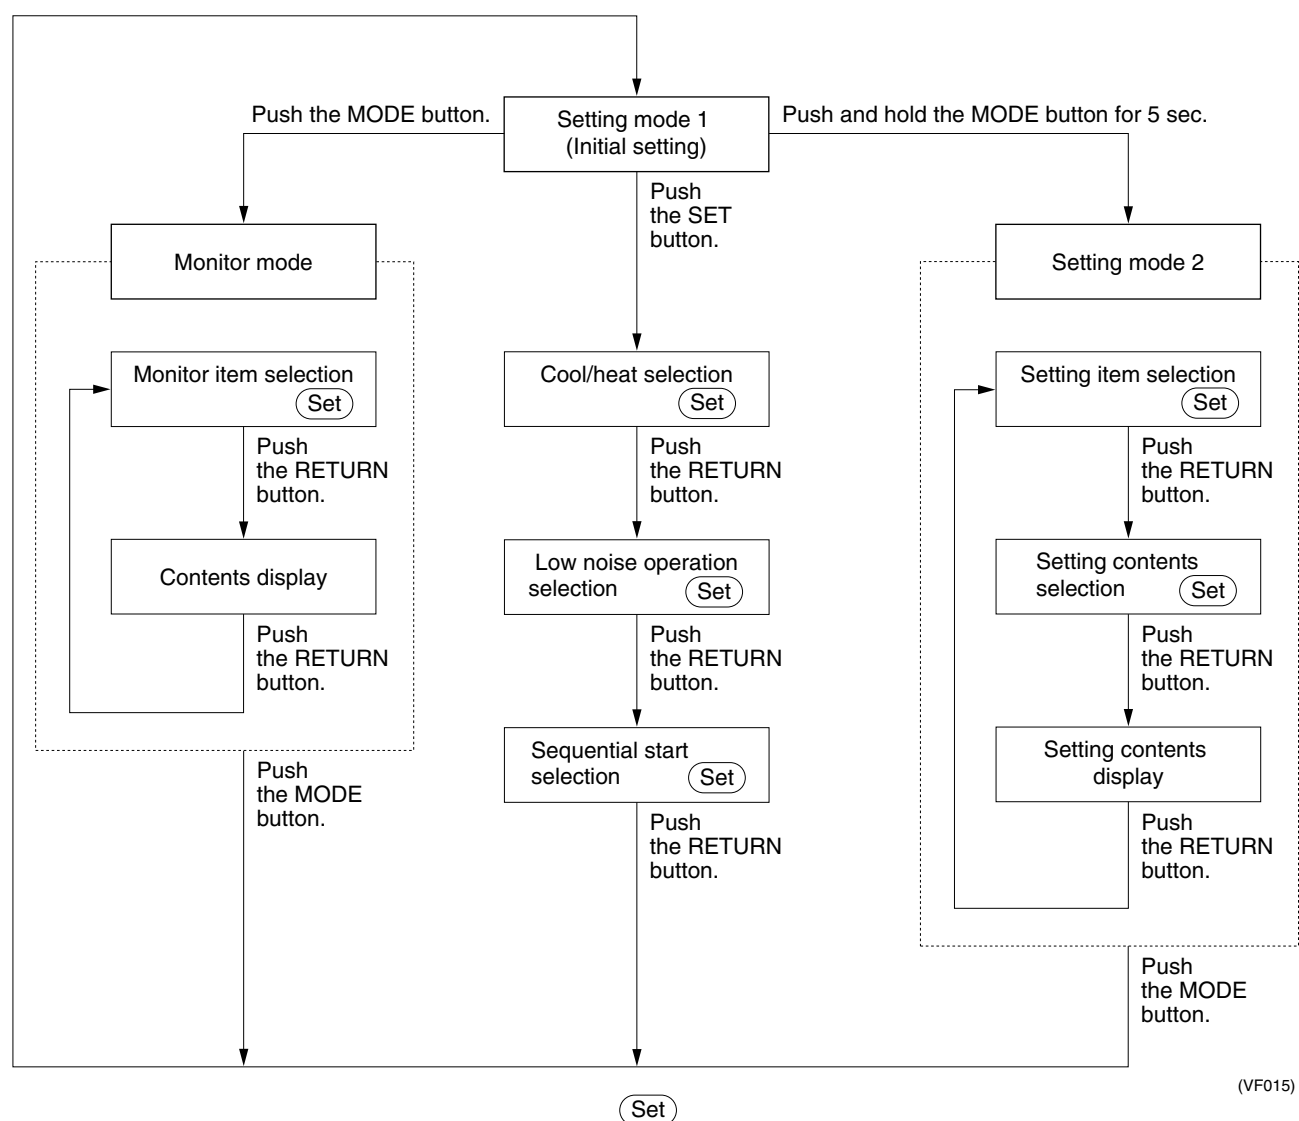 Push the MODE button.
Setting mode 1
(Initial setting)
Push and hold the MODE button for 5 sec.
Push
the SET
button.
Monitor mode
Setting mode 2
Monitor item selection
Set
Cool/heat selection
Set
Setting item selection
Set
Push
the RETURN
button.
Push
the RETURN
button.
Push
the RETURN
button.
Contents display
Low noise operation
selection Set
Setting contents
selection Set
Push
the RETURN
button.
Push
the RETURN
button.
Push
the RETURN
button.
Sequential start
selection Set
Setting contents
display
Push
the MODE
button.
Push
the RETURN
button.
Push
the RETURN
button.
Push
the MODE
button.
(VF015)
Set